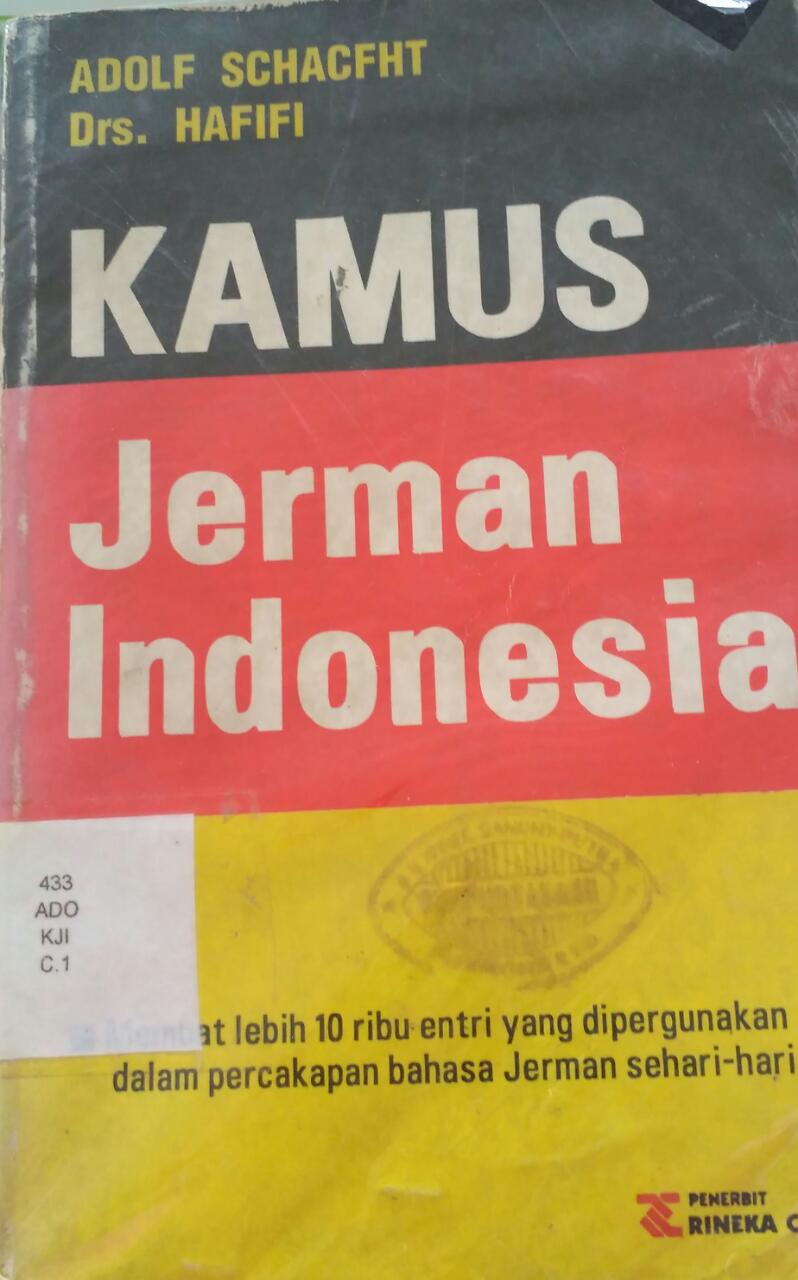 ADOLF SCHACFHT
Drs. HAFIFI
KAMUS
Jerman
Indonesia
433
ADO
KJI
C.1
at lebih 10 ribu entri yang dipergunakan
dalam percakapan bahasa Jerman sehari-hari
PENERBIT
RINEKA C